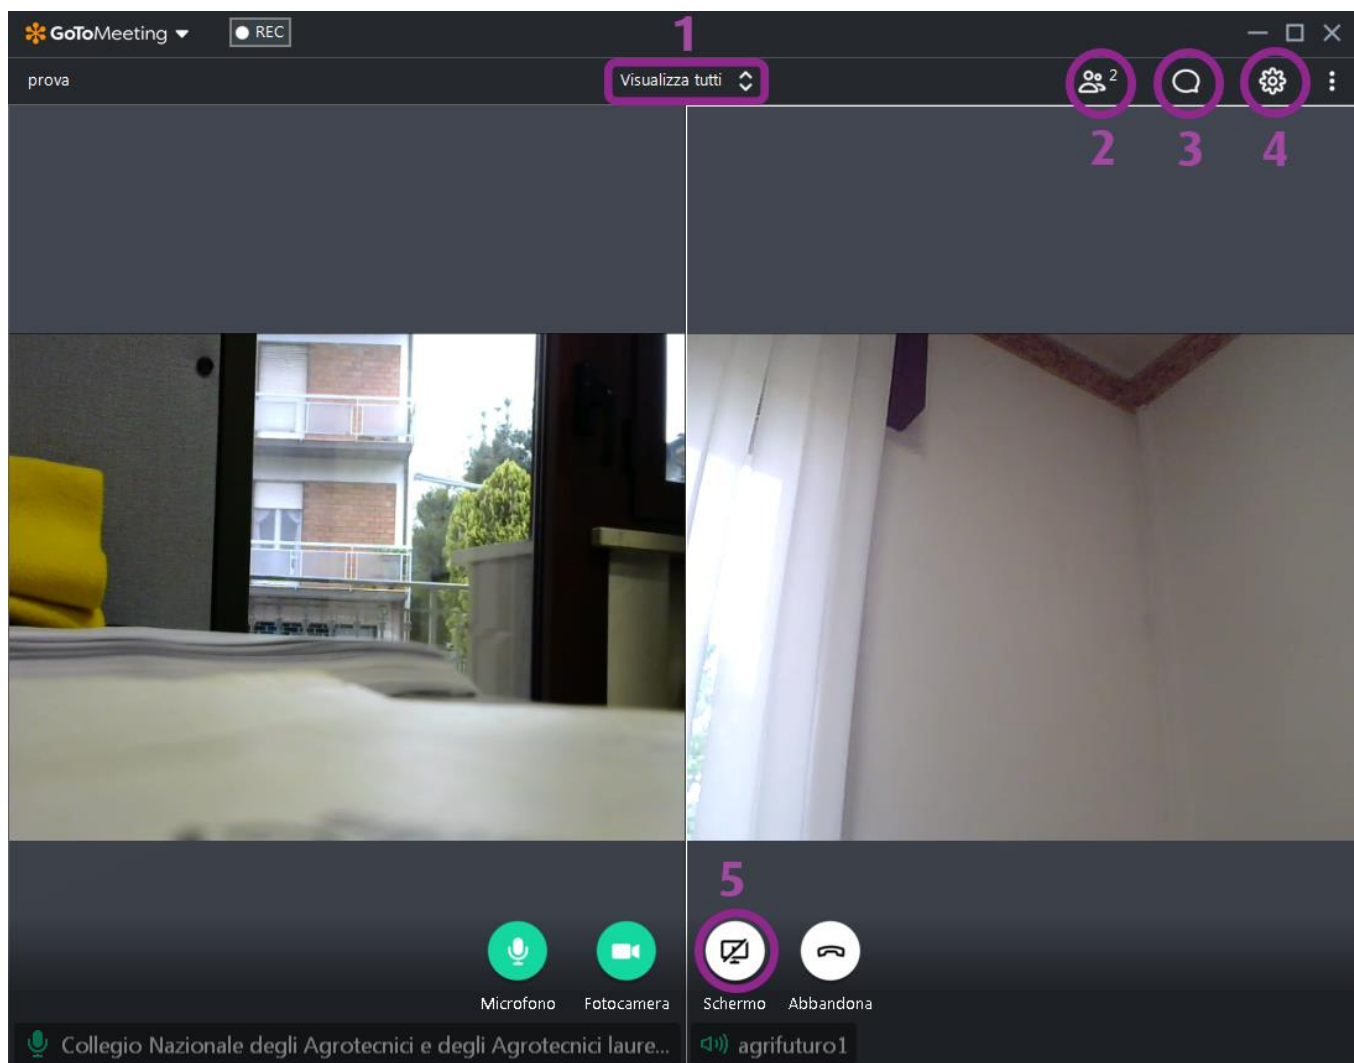 GoToMeeting
REC
1
prova
Visualizza tutti
2
2
3
4
5
Microfono
Fotocamera
Schermo
Abbandona
Collegio Nazionale degli Agrotecnici e degli Agrotecnici laure...
agrifuturo1